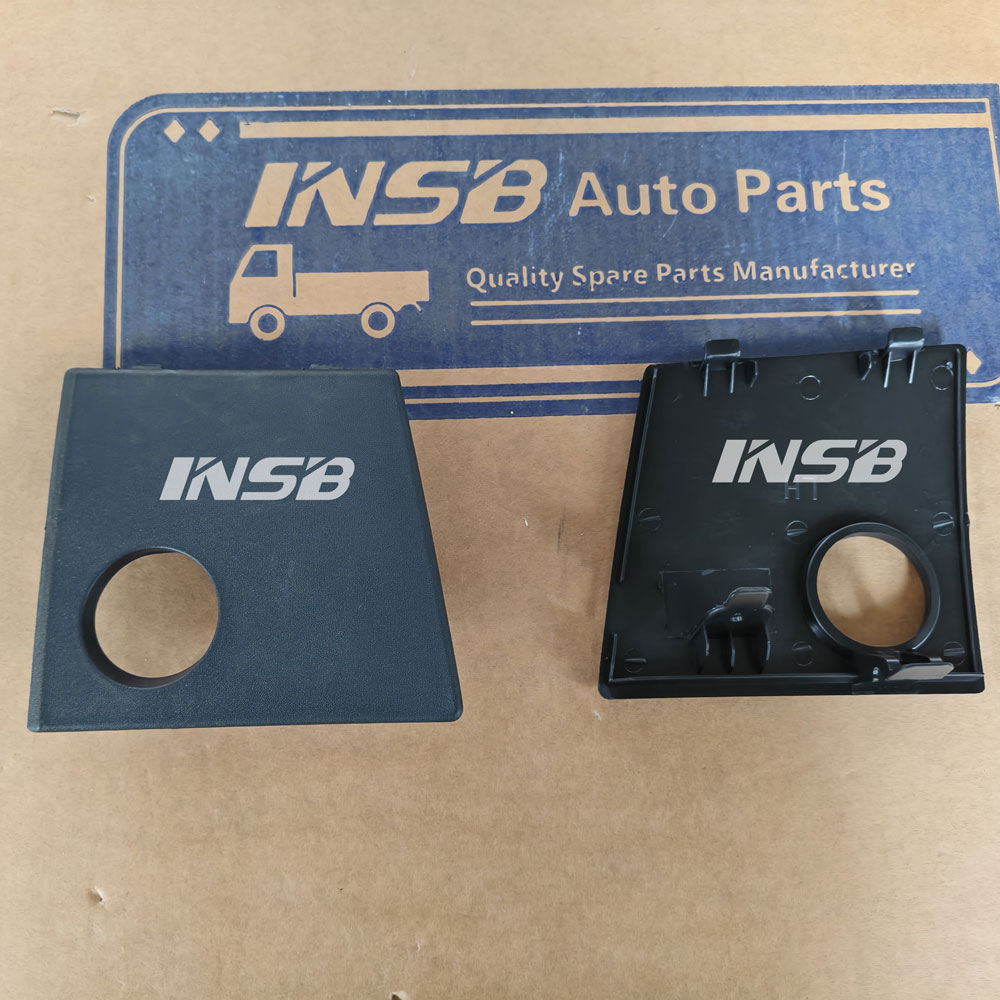 INSB Auto Parts
Quality Spare Parts Manufacturer
INSB
INSB